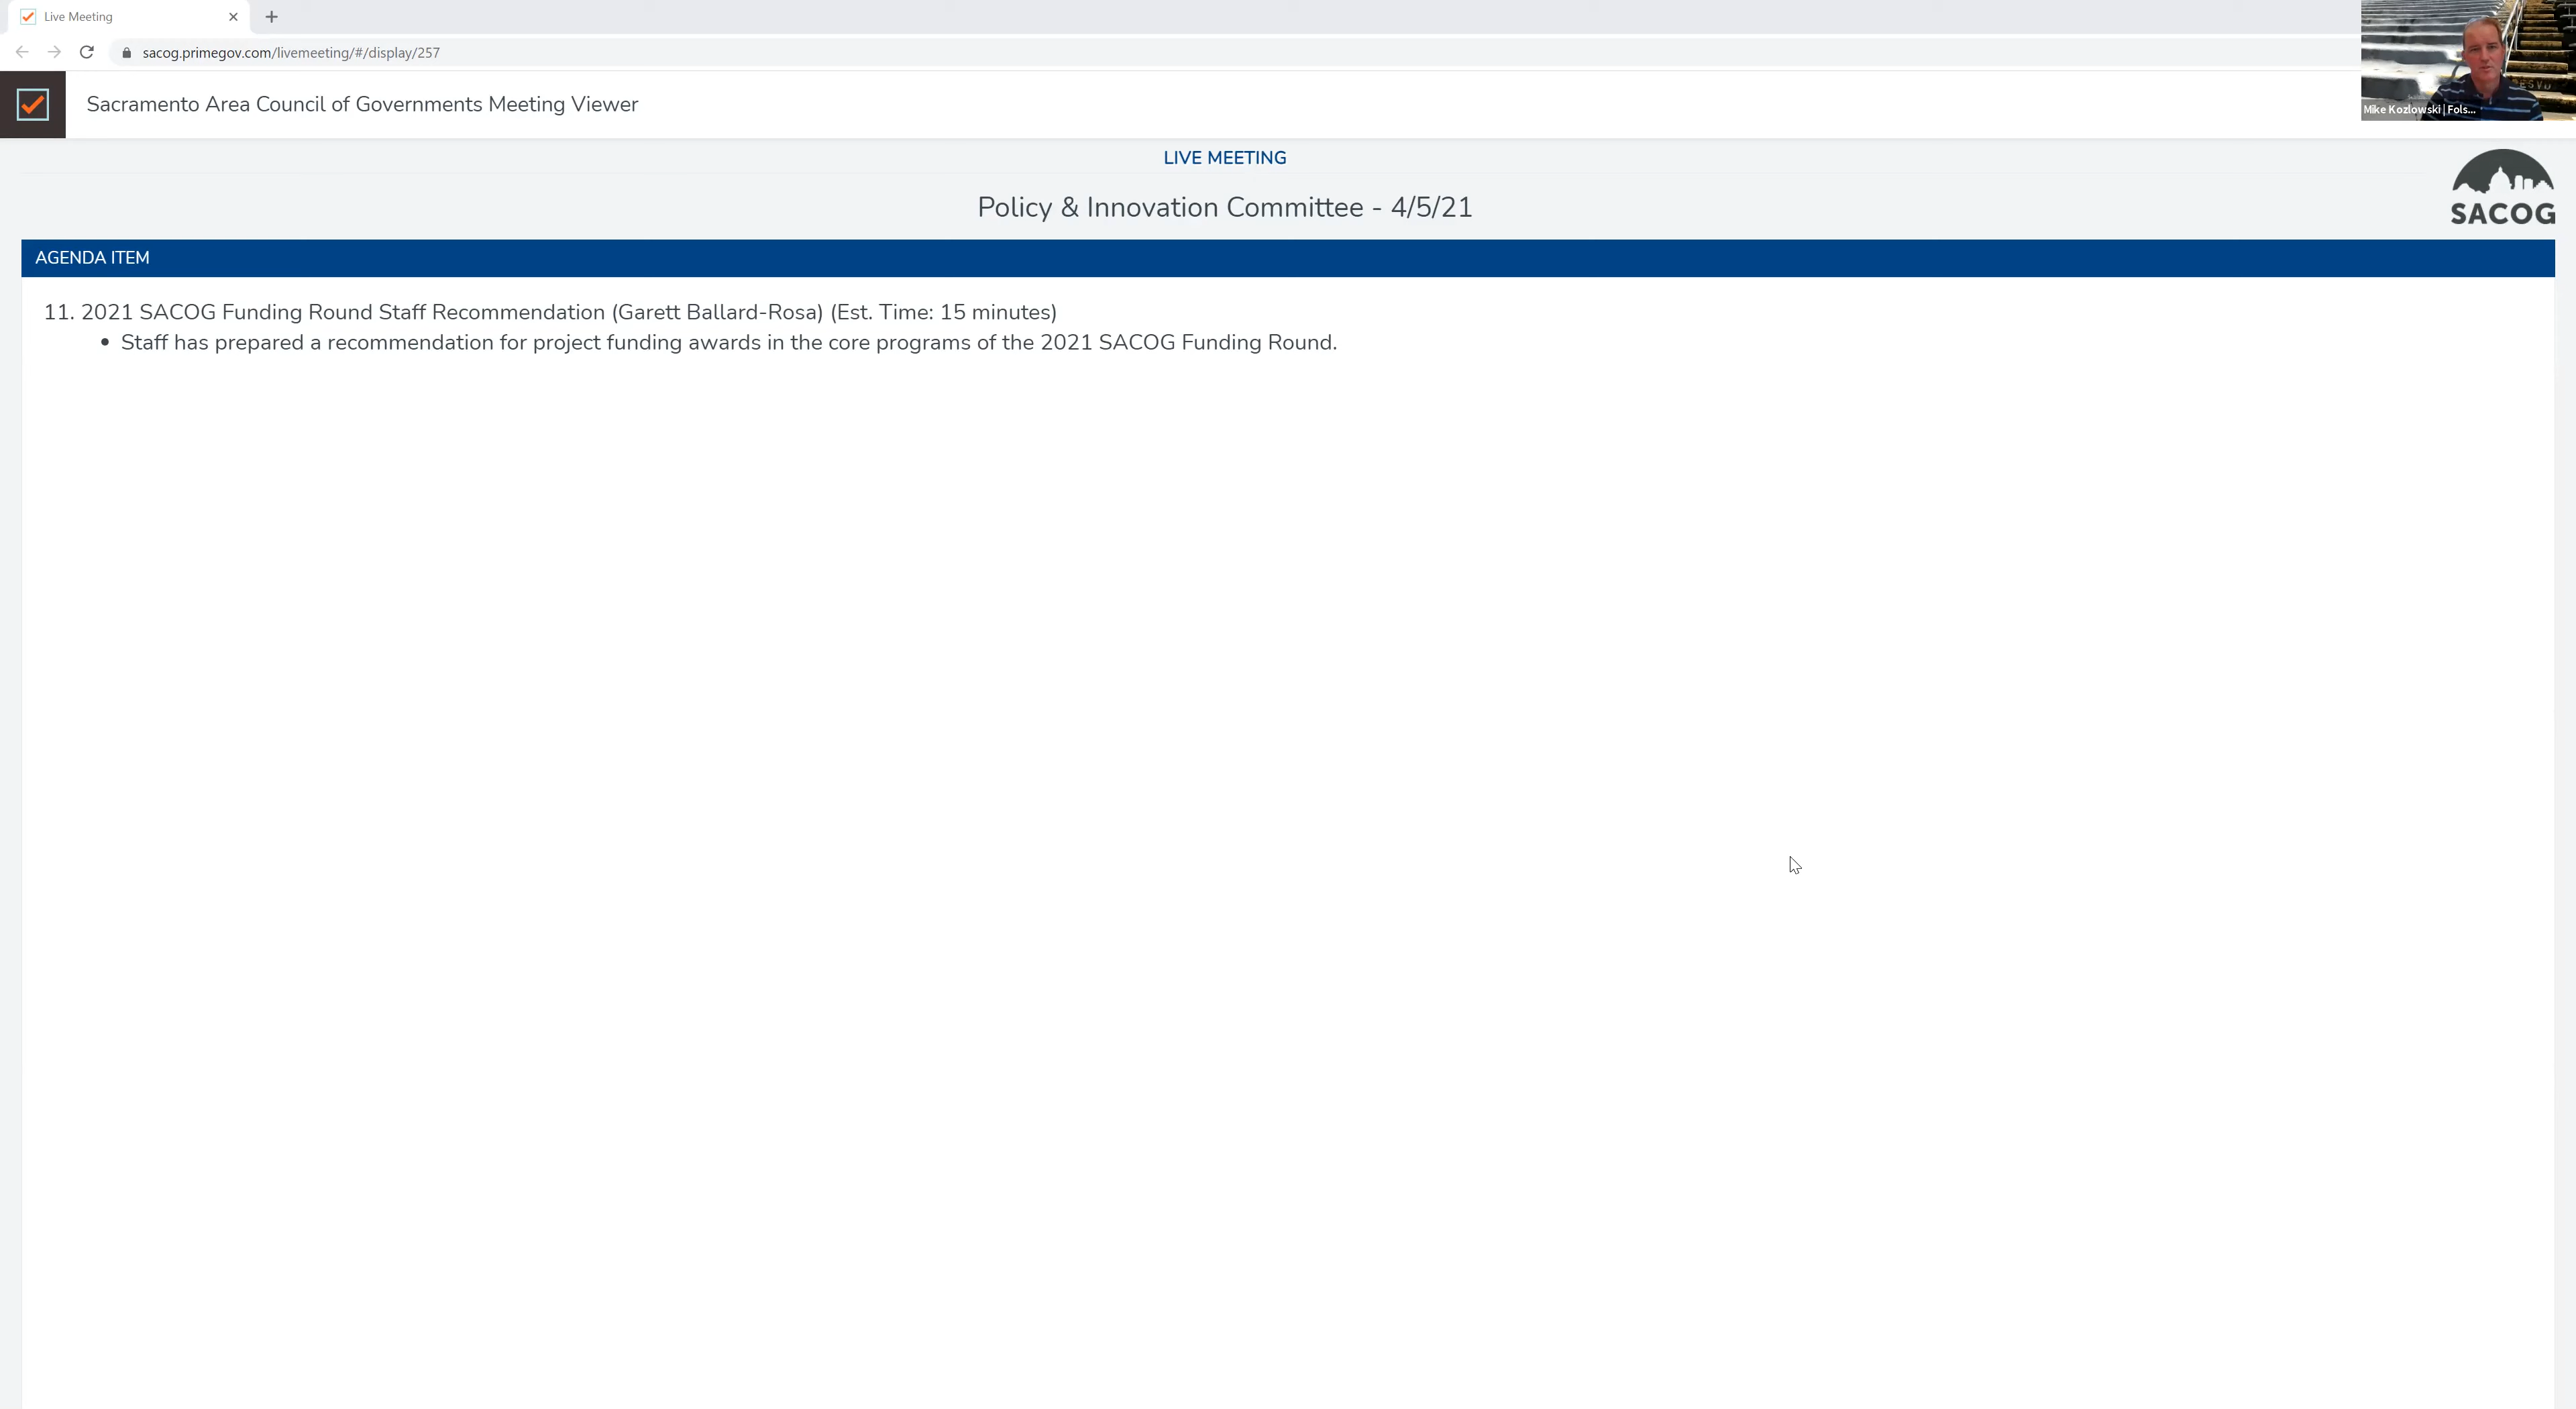 Live Meeting
sacog.primegov.com/livemeeting/#/display/257
Sacramento Area Council of Governments Meeting Viewer
Mike Kozlowski | Fols...
LIVE MEETING
Policy & Innovation Committee - 4/5/21
SACOG
AGENDA ITEM
11. 2021 SACOG Funding Round Staff Recommendation (Garett Ballard-Rosa) (Est. Time: 15 minutes)
• Staff has prepared a recommendation for project funding awards in the core programs of the 2021 SACOG Funding Round.